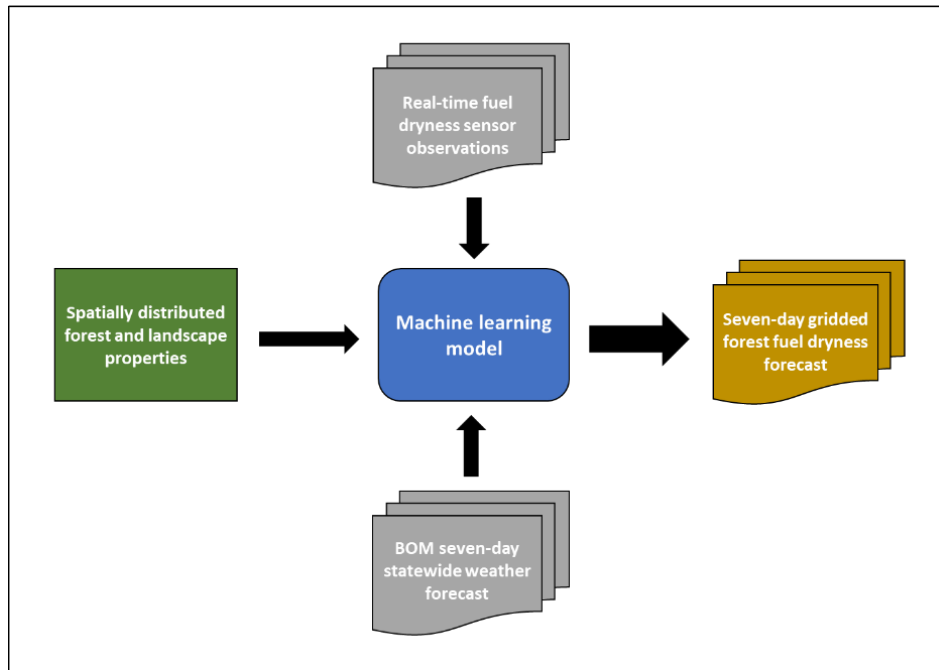 Real-time fuel
dryness sensor
observations
Spatially distributed
forest and landscape
properties
Machine learning
model
Seven-day gridded
forest fuel dryness
forecast
BOM seven-day
statewide weather
forecast